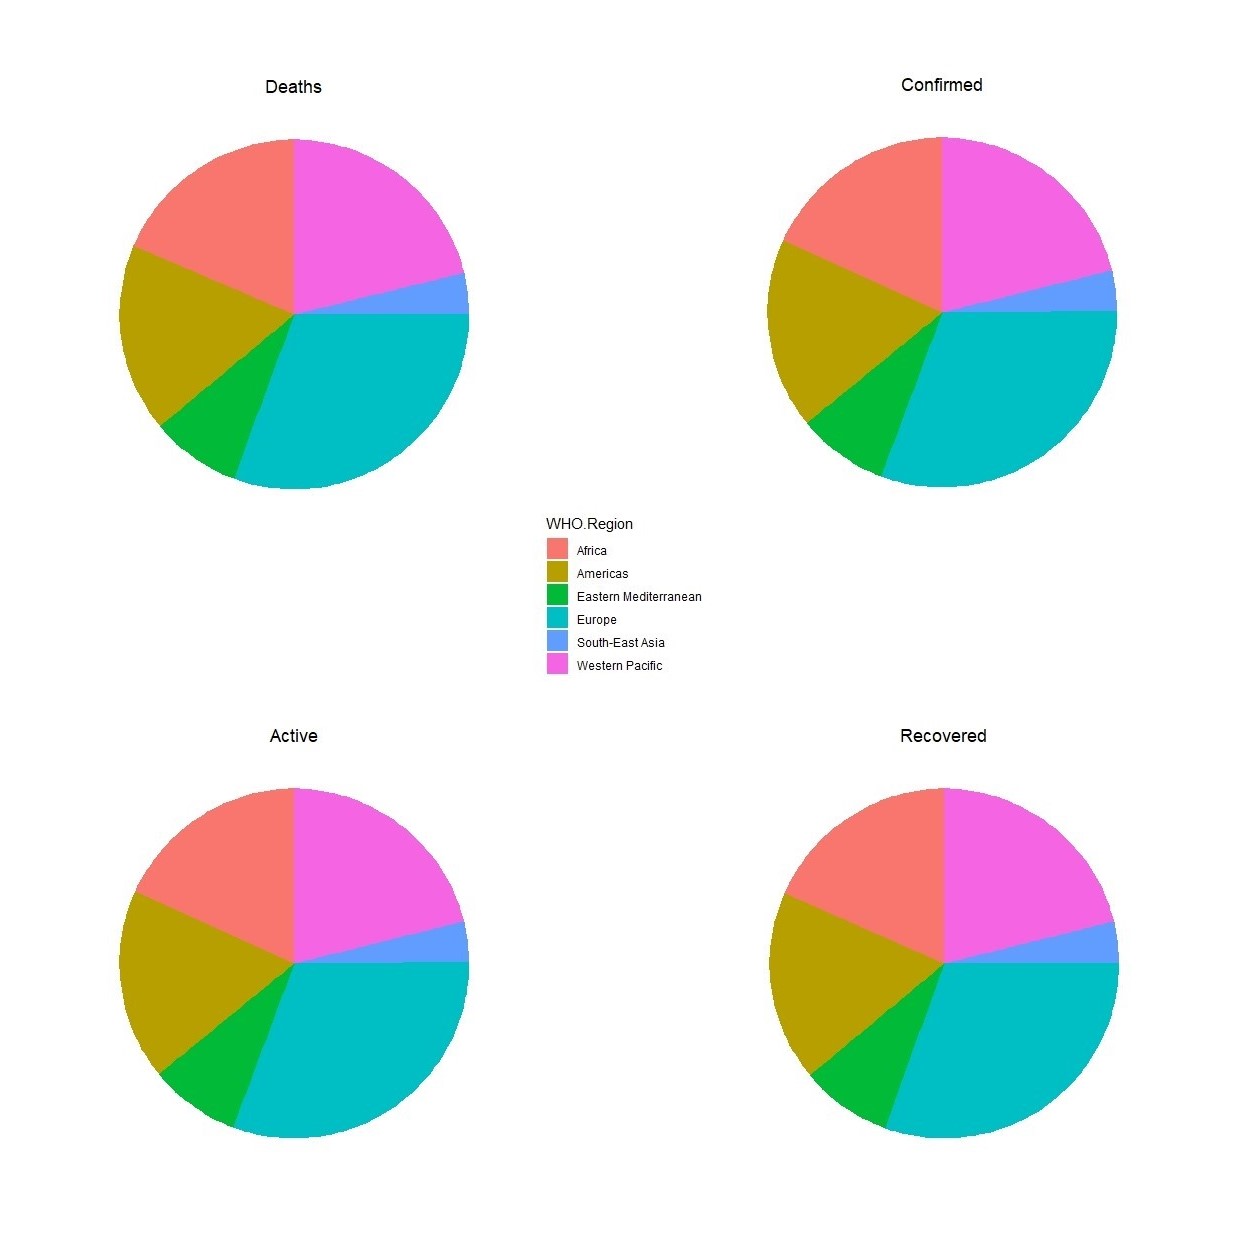 Deaths
Confirmed
WHO.Region
Africa
Americas
Eastern Mediterranean
Europe
South-East Asia
Western Pacific
Active
Recovered